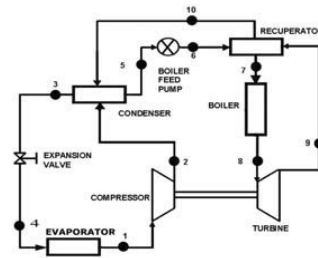 10
RECUPERATOR
3
5
6
BOILER
FEED
PUMP
7
CONDENSER
BOILER
9
EXPANSION
VALVE
2
8
COMPRESSOR
TURBINE
4
EVAPORATOR
1